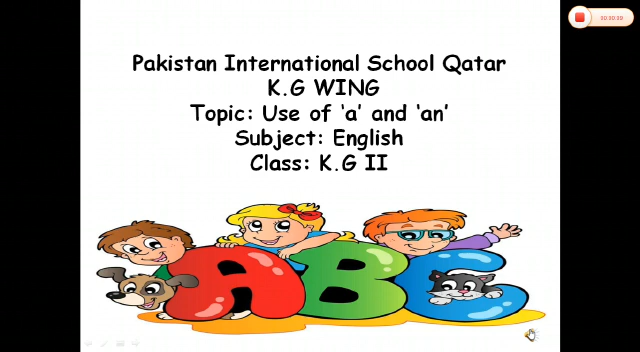 Pakistan International School Qatar
K.G WING
Topic: Use of ‘a’ and ‘an’
Subject: English
Class: K.G II
ABC